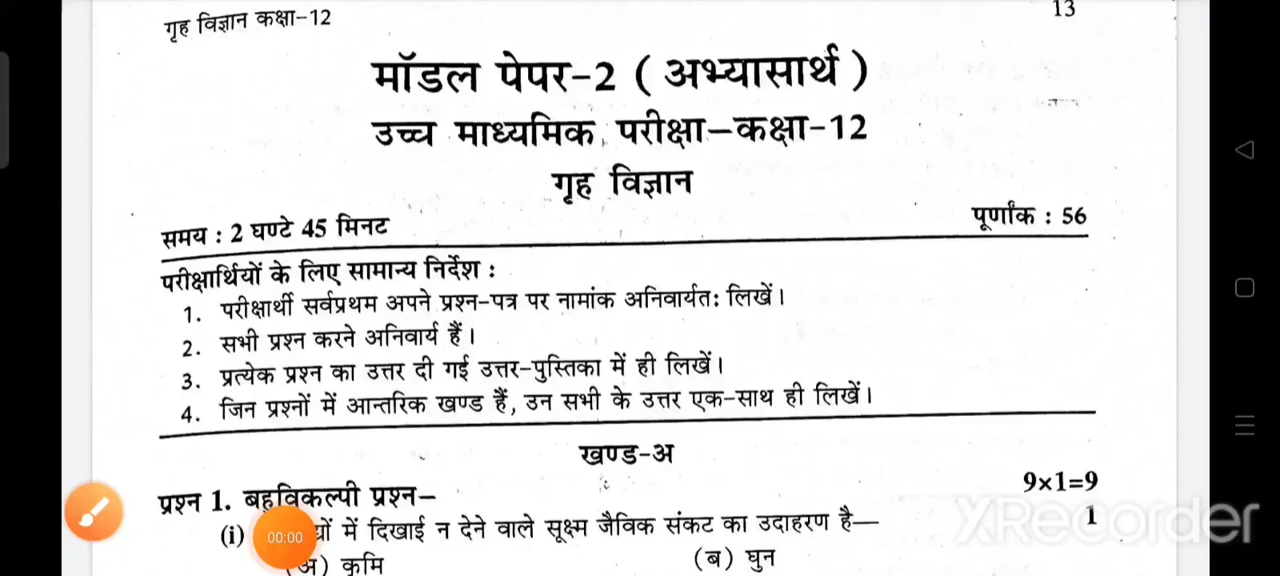 गृह विज्ञान कक्षा-12
13
मॉडल पेपर-2 ( अभ्यासार्थ )
उच्च माध्यमिक परीक्षा-कक्षा-12
गृह विज्ञान
समय : 2 घण्टे 45 मिनट
पूर्णांक : 56
परीक्षार्थियों के लिए सामान्य निर्देश :
1. परीक्षार्थी सर्वप्रथम अपने प्रश्न-पत्र पर नामांक अनिवार्यतः लिखें।
2. सभी प्रश्न करने अनिवार्य हैं।
3. प्रत्येक प्रश्न का उत्तर दी गई उत्तर-पुस्तिका में ही लिखें।
4. जिन प्रश्नों में आन्तरिक खण्ड हैं, उन सभी के उत्तर एक-साथ ही लिखें।
खण्ड-अ
प्रश्न 1. बहुविकल्पी प्रश्न-
9×1=9
(i) में दिखाई न देने वाले सूक्ष्म जैविक संकट का उदाहरण है—
1
(अ) कृमि
(ब) घुन
00:00
XRecorder